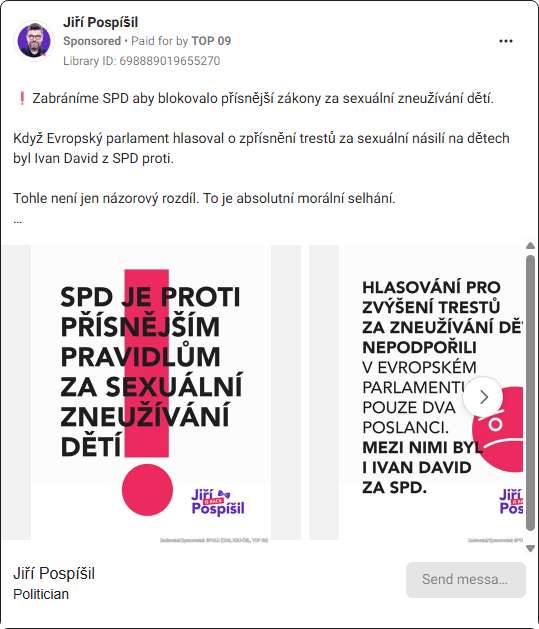 Jiří Pospíšil
Sponsored • Paid for by TOP 09
Library ID: 698889019655270
❗ Zabráníme SPD aby blokovalo přísnější zákony za sexuální zneužívání dětí.
Když Evropský parlament hlasoval o zpřísnění trestů za sexuální násilí na dětech
byl Ivan David z SPD proti.
Tohle není jen názorový rozdíl. To je absolutní morální selhání.
...
SPD JE PROTI
PŘÍSNĚJŠÍM
PRAVIDLŮM
ZA SEXUÁLNÍ
ZNEUŽÍVÁNÍ
DĚTÍ
Jiří
IS BACK
Pospíšil
HLASOVÁNÍ PRO
ZVÝŠENÍ TRESTŮ
ZA ZNEUŽÍVÁNÍ DĚ
NEPODPOŘILI
V EVROPSKÉM
PARLAMENTU
POUZE DVA
POSLANCI.
MEZI NIMI BYL
I IVAN DAVID
ZA SPD.
Jiří
Pospíšil
Politician
Send messa...